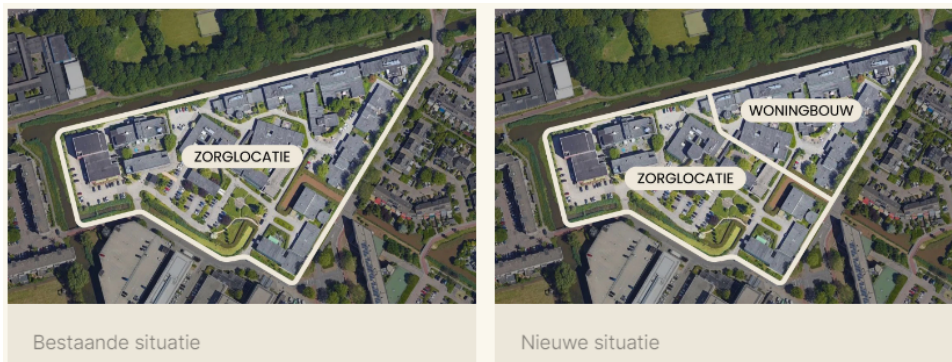 ZORGLOCATIE
Bestaande situatie
WONINGBOUW
ZORGLOCATIE
Nieuwe situatie